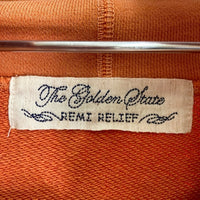 The Golden State
REMI RELIEF